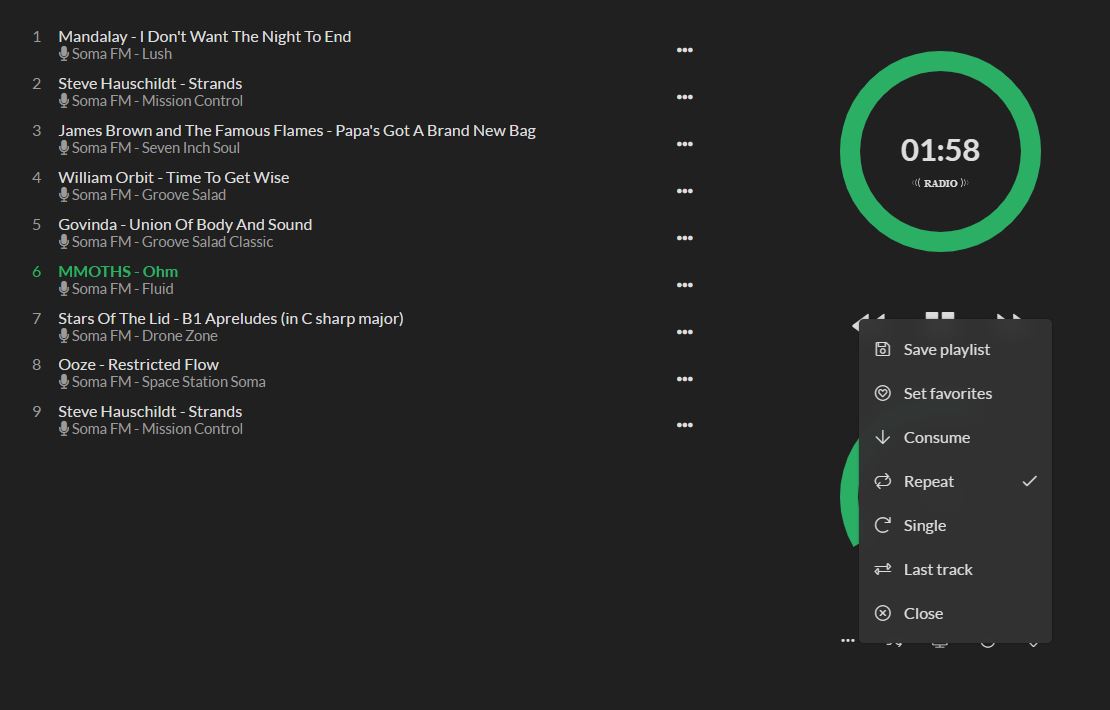 1 Mandalay - I Don't Want The Night To End
Soma FM - Lush
2 Steve Hauschildt - Strands
Soma FM - Mission Control
3 James Brown and The Famous Flames - Papa's Got A Brand New Bag
Soma FM - Seven Inch Soul
4 William Orbit - Time To Get Wise
Soma FM - Groove Salad
5 Govinda - Union Of Body And Sound
Soma FM - Groove Salad Classic
6 MMOTHS - Ohm
Soma FM - Fluid
7 Stars Of The Lid - B1 Apreludes (in C sharp major)
Soma FM - Drone Zone
8 Ooze - Restricted Flow
Soma FM - Space Station Soma
9 Steve Hauschildt - Strands
Soma FM - Mission Control
01:58
RADIO
Save playlist
Set favorites
Consume
Repeat
Single
Last track
Close